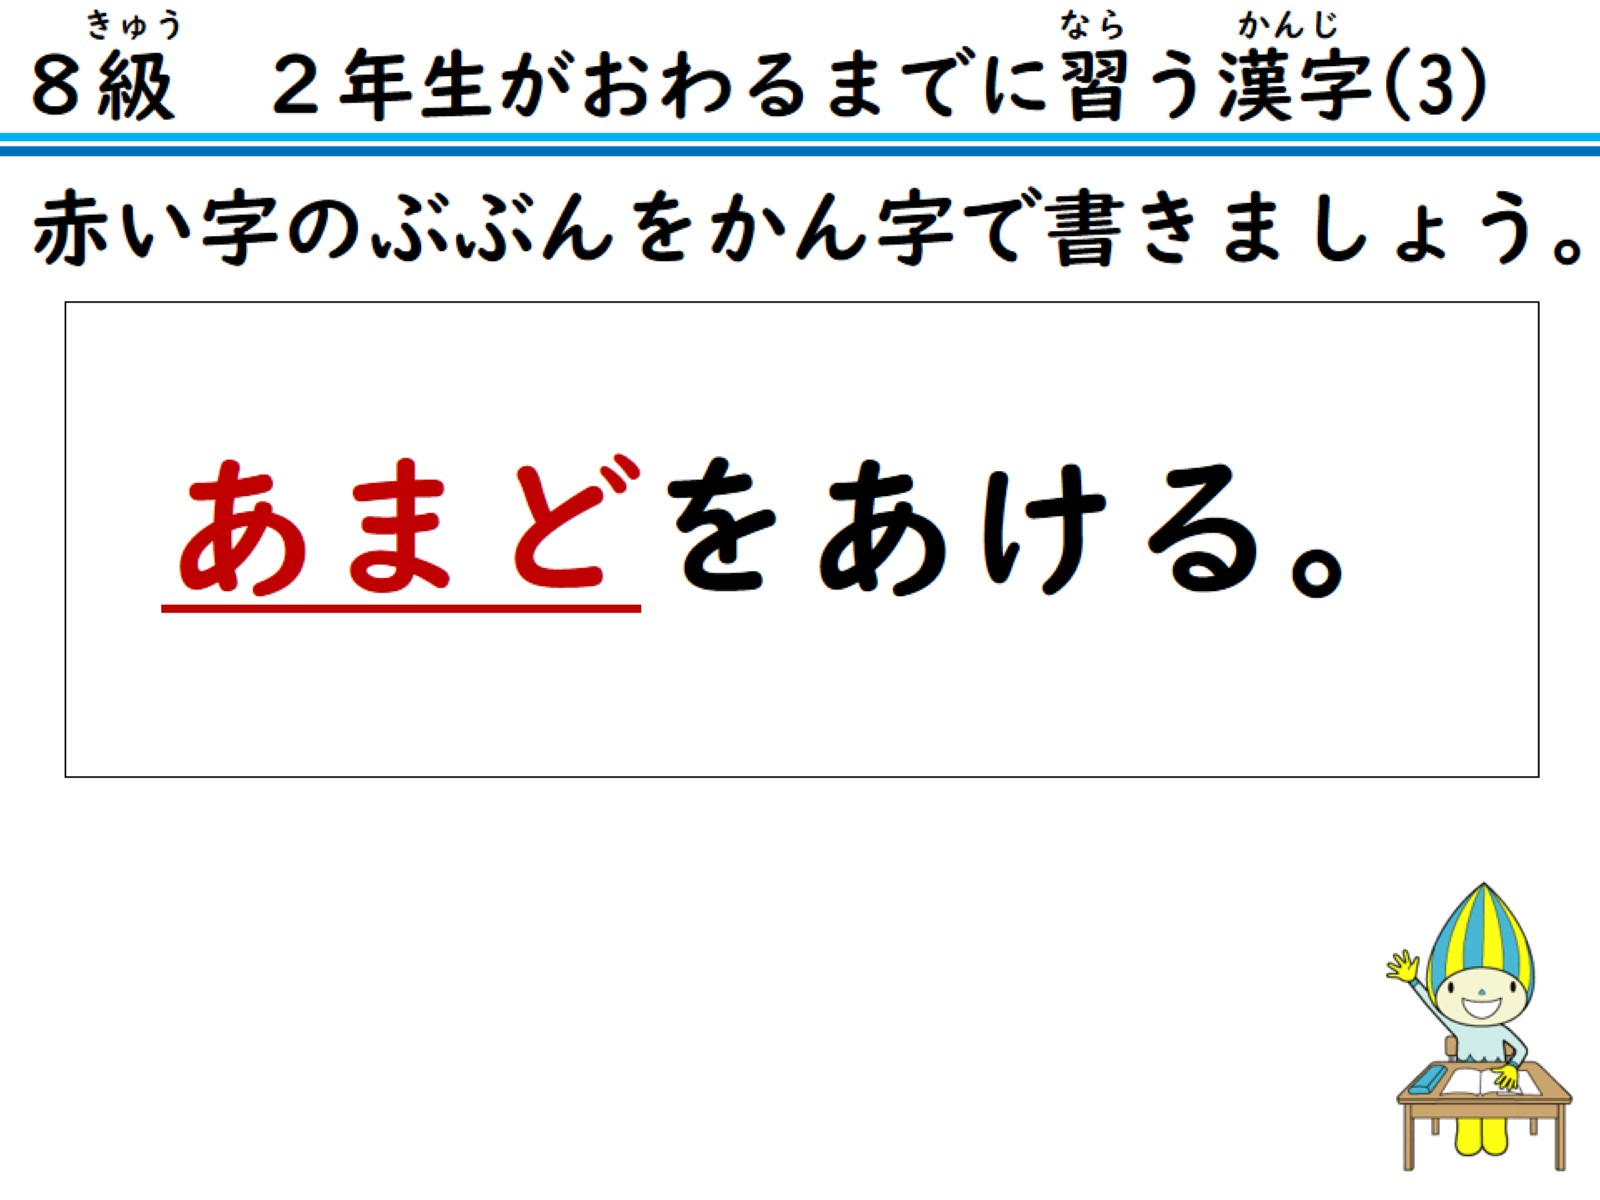 きゅう なら かんじ
8級 2年生がおわるまでに習う漢字(3)
赤い字のぶぶんをかん字で書きましょう。
あまどをあける。